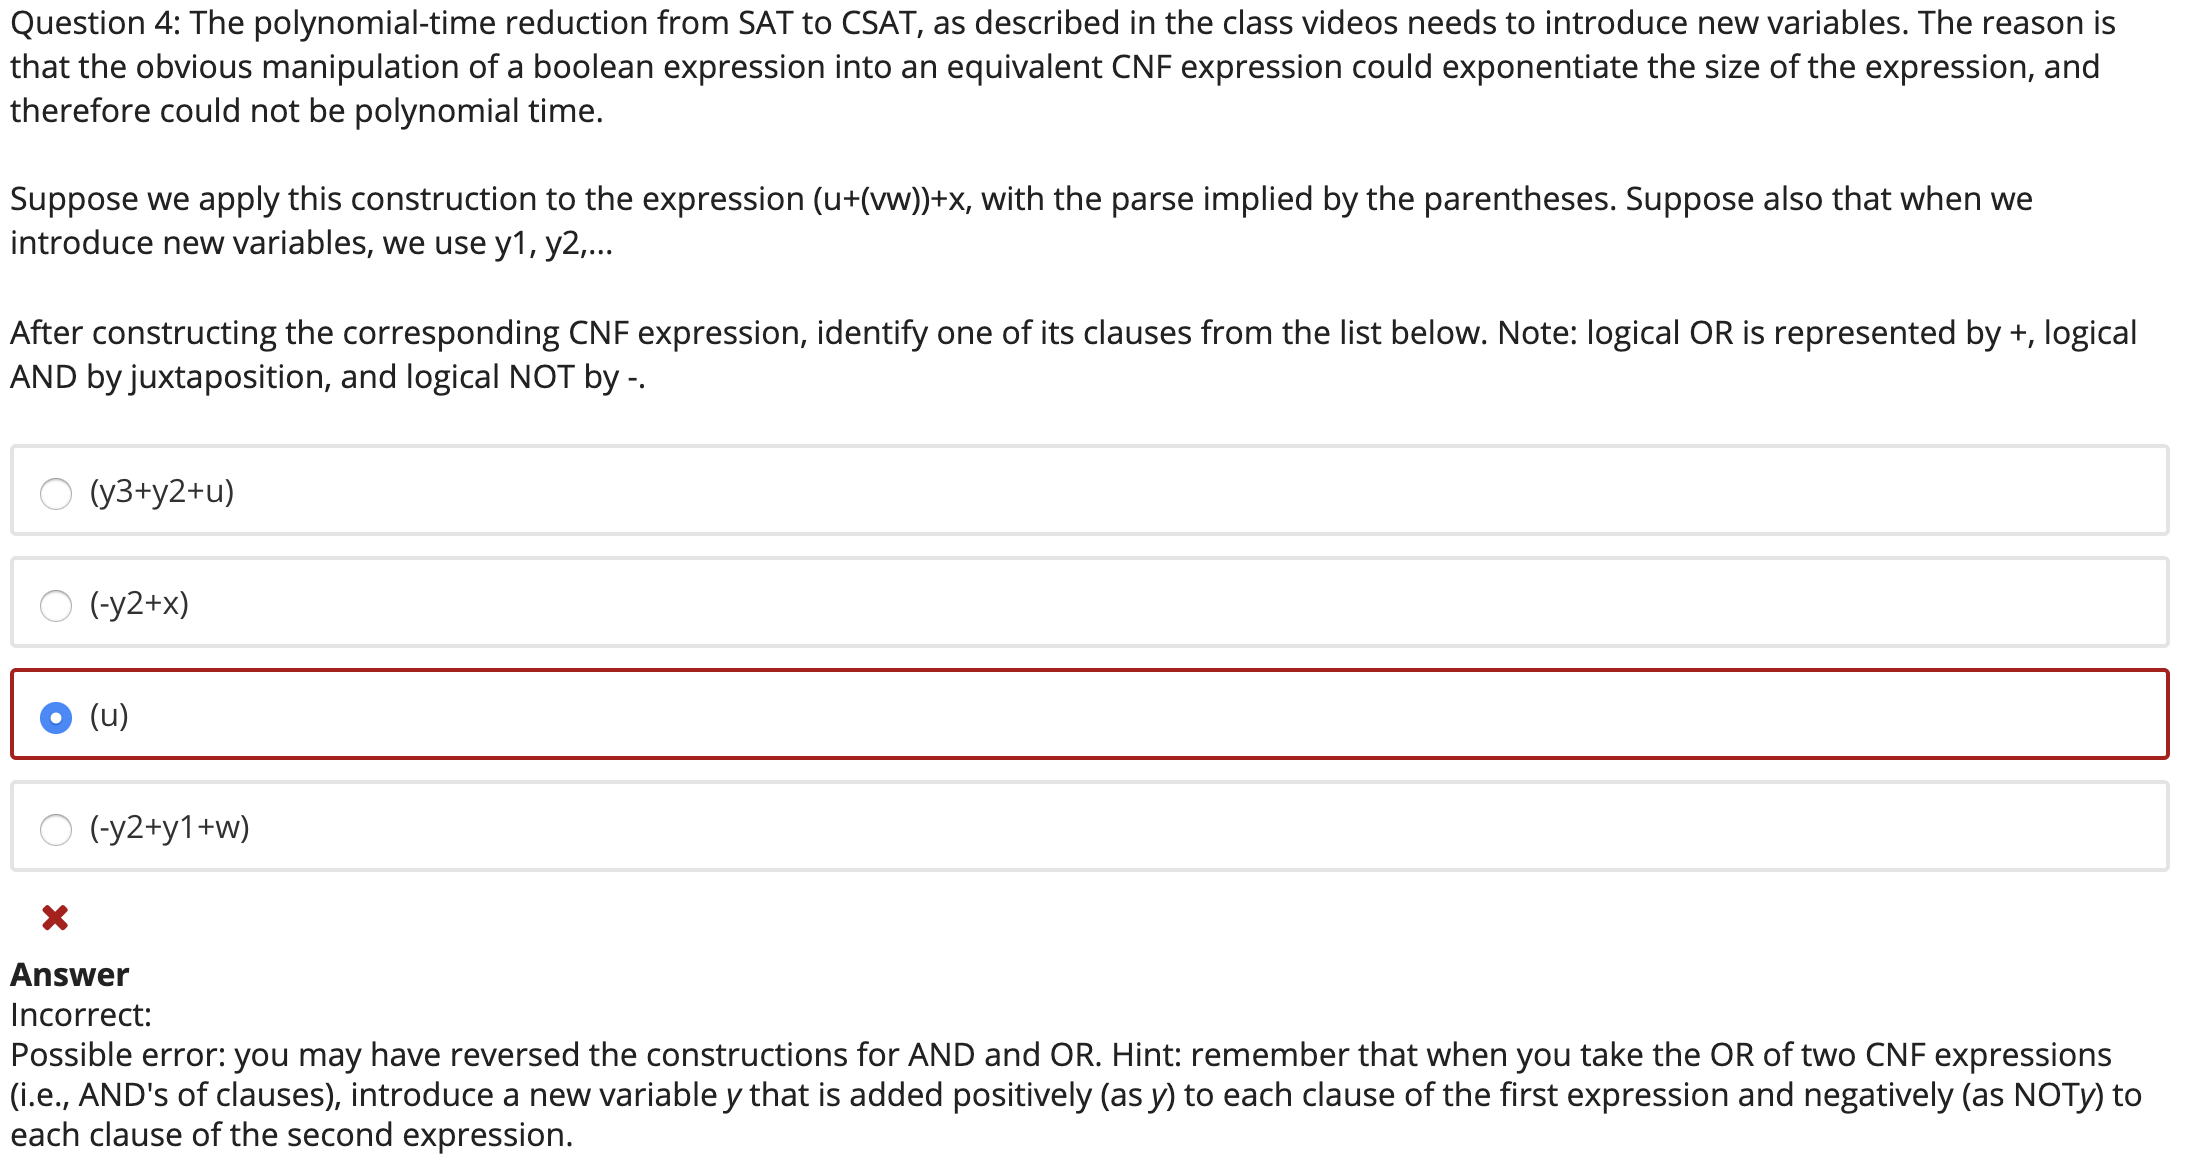 Question 4: The polynomial-time reduction from SAT to CSAT, as described in the class videos needs to introduce new variables. The reason is
that the obvious manipulation of a boolean expression into an equivalent CNF expression could exponentiate the size of the expression, and
therefore could not be polynomial time.
Suppose we apply this construction to the expression (u+(vw))+x, with the parse implied by the parentheses. Suppose also that when we
introduce new variables, we use y1, y2,...
After constructing the corresponding CNF expression, identify one of its clauses from the list below. Note: logical OR is represented by +, logical
AND by juxtaposition, and logical NOT by -.
(y3+y2+u)
(-y2+x)
(u)
(-y2+y1+w)
Answer
Incorrect:
Possible error: you may have reversed the constructions for AND and OR. Hint: remember that when you take the OR of two CNF expressions
(i.e., AND's of clauses), introduce a new variable y that is added positively (as y) to each clause of the first expression and negatively (as NOTy) to
each clause of the second expression.